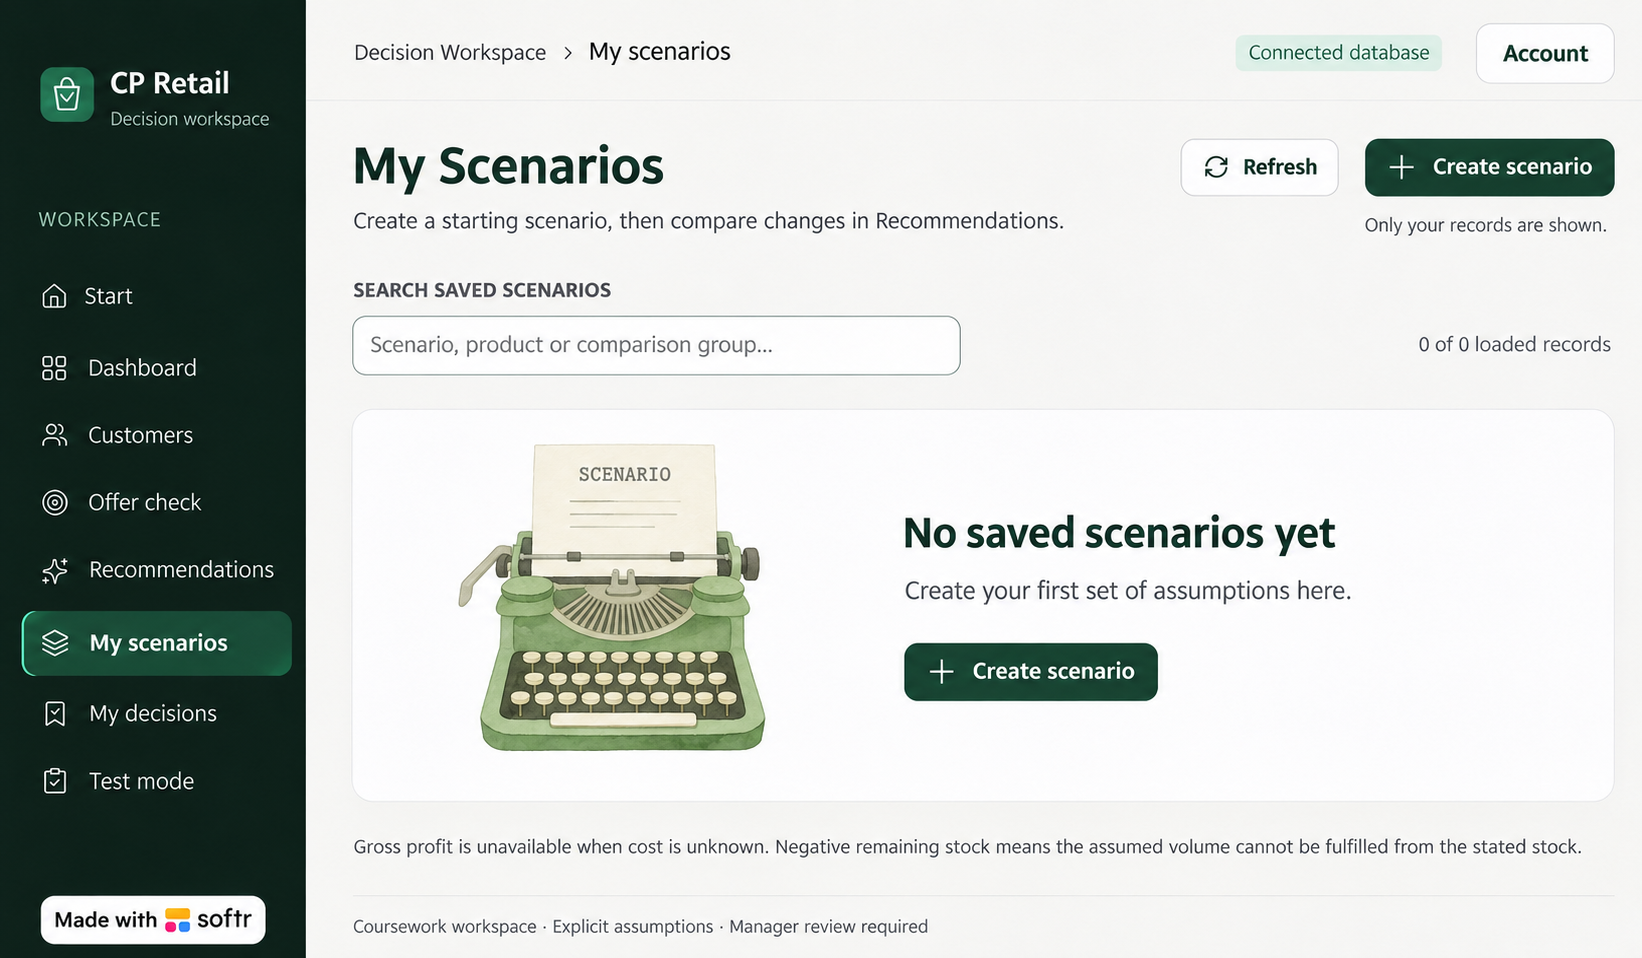 CP Retail
Decision workspace
WORKSPACE
Start
Dashboard
Customers
Offer check
Recommendations
My scenarios
My decisions
Test mode
Made with softr
Decision Workspace › My scenarios
Connected database
Account
My Scenarios
Create a starting scenario, then compare changes in Recommendations.
Refresh
Create scenario
Only your records are shown.
SEARCH SAVED SCENARIOS
Scenario, product or comparison group...
0 of 0 loaded records
SCENARIO
No saved scenarios yet
Create your first set of assumptions here.
Create scenario
Gross profit is unavailable when cost is unknown. Negative remaining stock means the assumed volume cannot be fulfilled from the stated stock.
Coursework workspace · Explicit assumptions · Manager review required